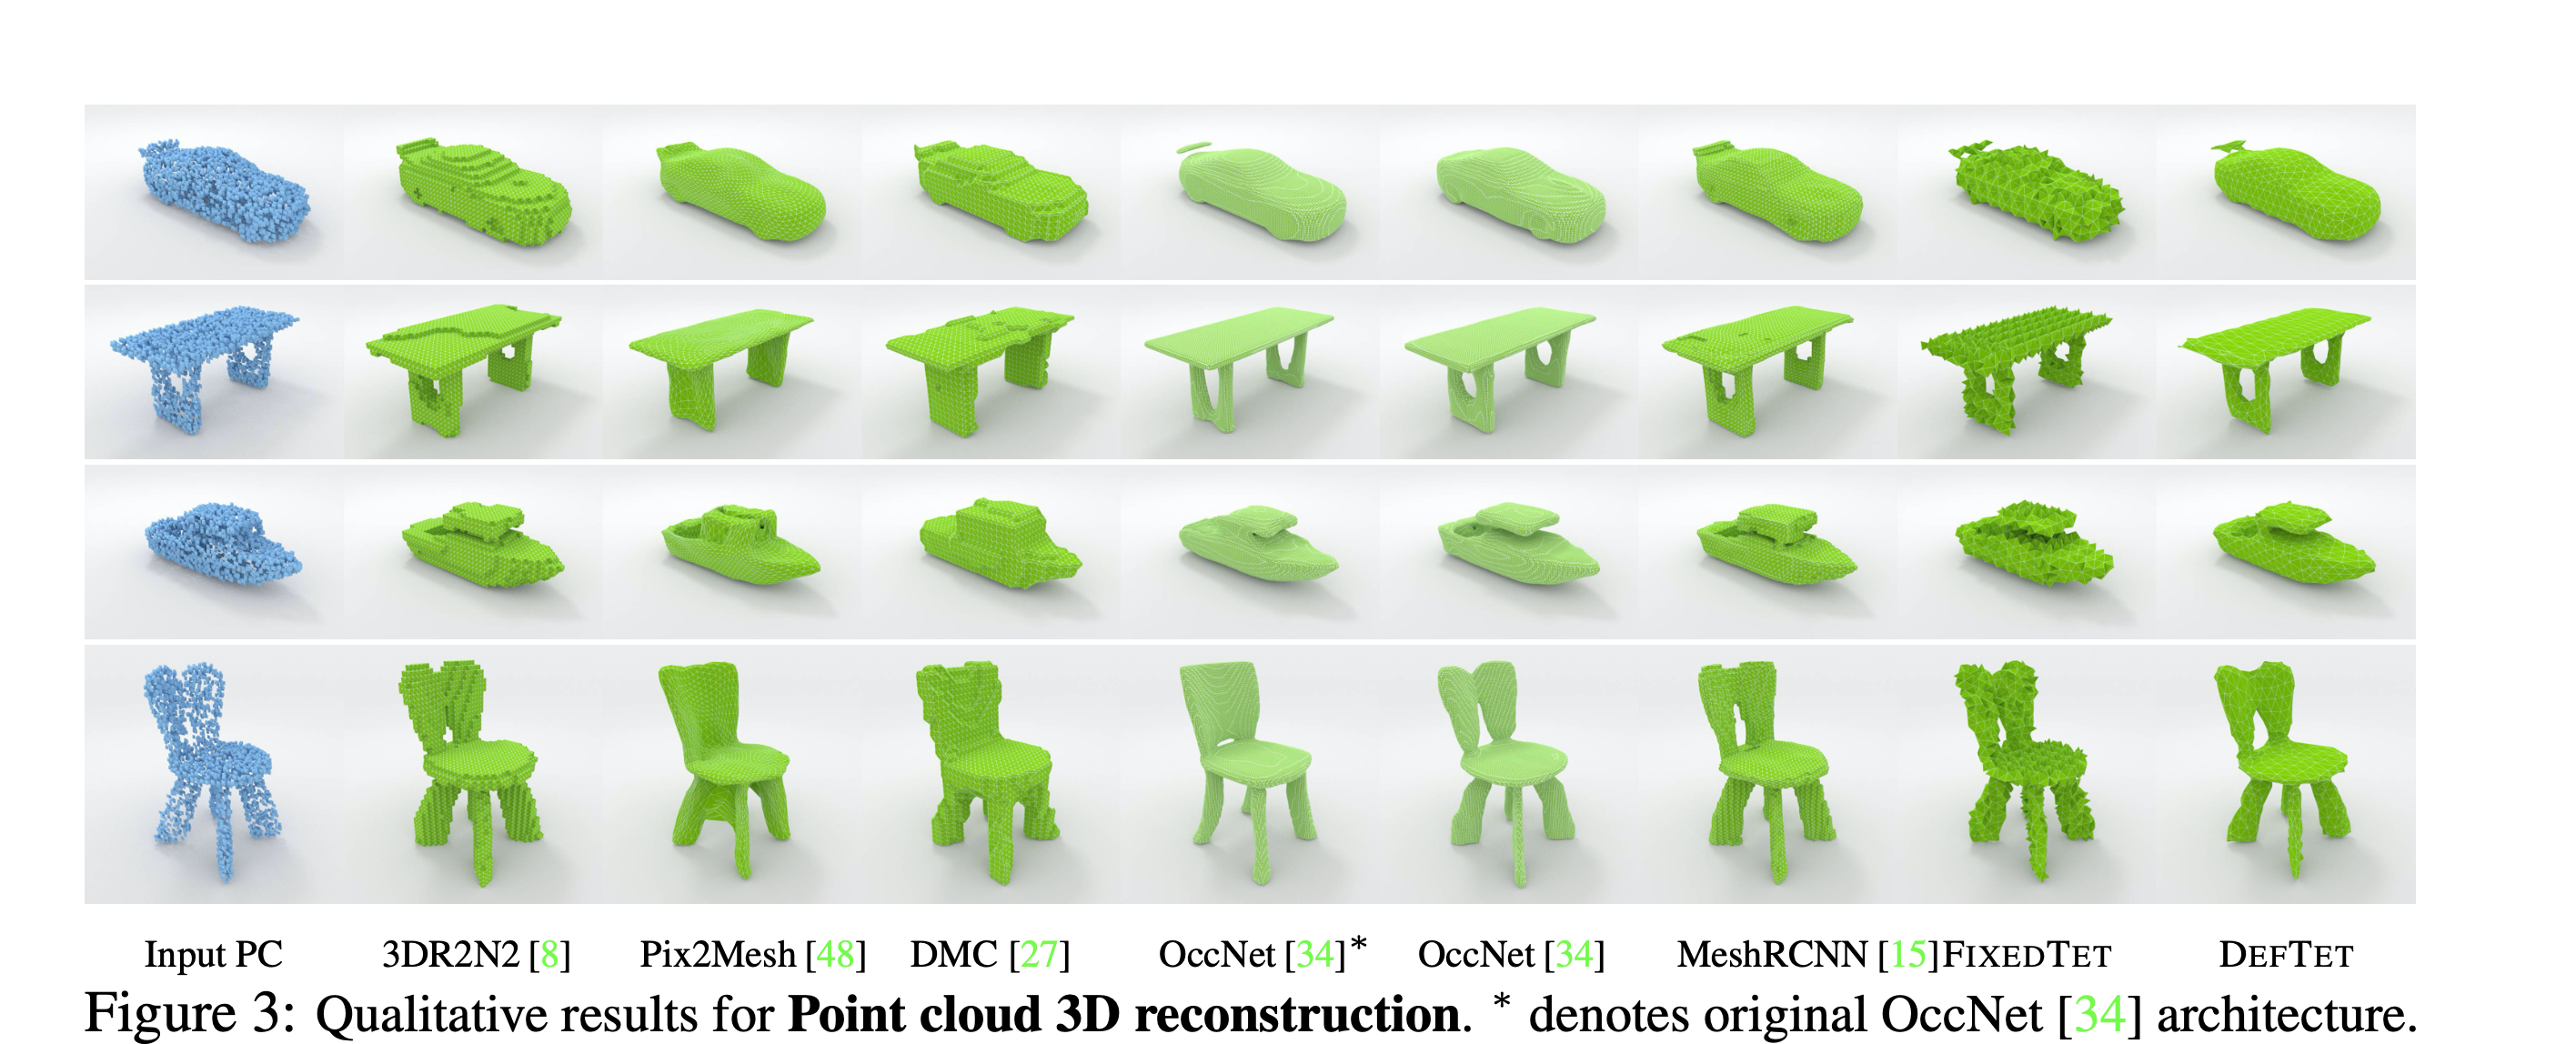 Input PC 3DR2N2 [8] Pix2Mesh [48] DMC [27] OccNet [34]* OccNet [34] MeshRCNN [15] FIXEDTET DEFTET
Figure 3: Qualitative results for Point cloud 3D reconstruction. * denotes original OccNet [34] architecture.